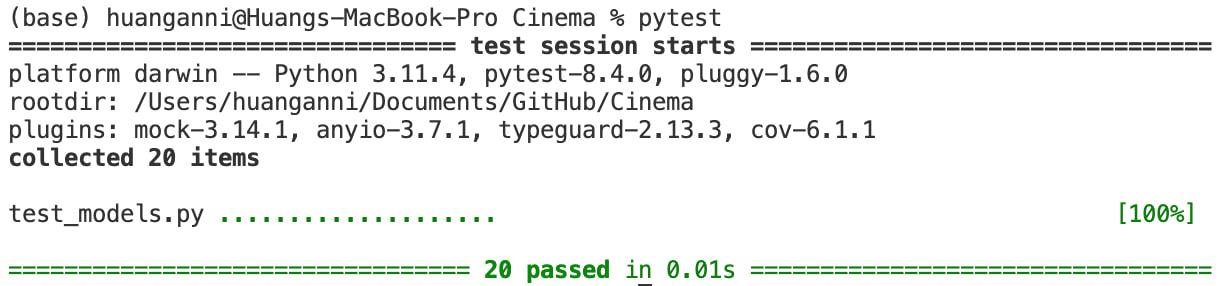 (base) huanganni@Huangs-MacBook-Pro Cinema % pytest
================================ test session starts =================================
platform darwin -- Python 3.11.4, pytest-8.4.0, pluggy-1.6.0
rootdir: /Users/huanganni/Documents/GitHub/Cinema
plugins: mock-3.14.1, anyio-3.7.1, typeguard-2.13.3, cov-6.1.1
collected 20 items
test_models.py .................... [100%]
================================= 20 passed in 0.01s =================================